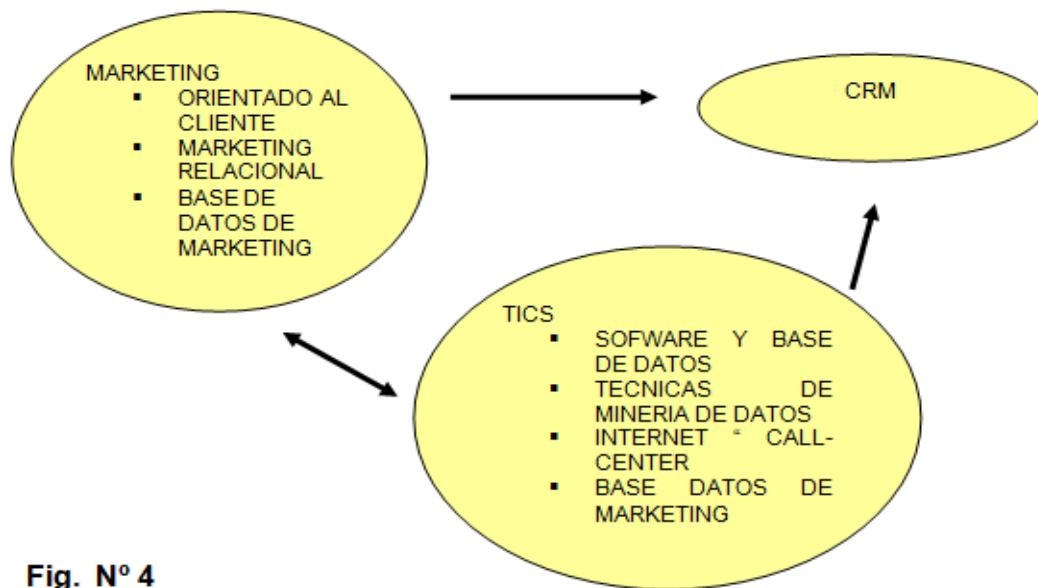 MARKETING
▪ ORIENTADO AL
CLIENTE
▪ MARKETING
RELACIONAL
▪ BASE DE
DATOS DE
MARKETING
CRM
TICS
▪ SOFWARE Y BASE
DE DATOS
▪ TECNICAS DE
MINERIA DE DATOS
▪ INTERNET “ CALL-
CENTER
▪ BASE DATOS DE
MARKETING
Fig. Nº 4